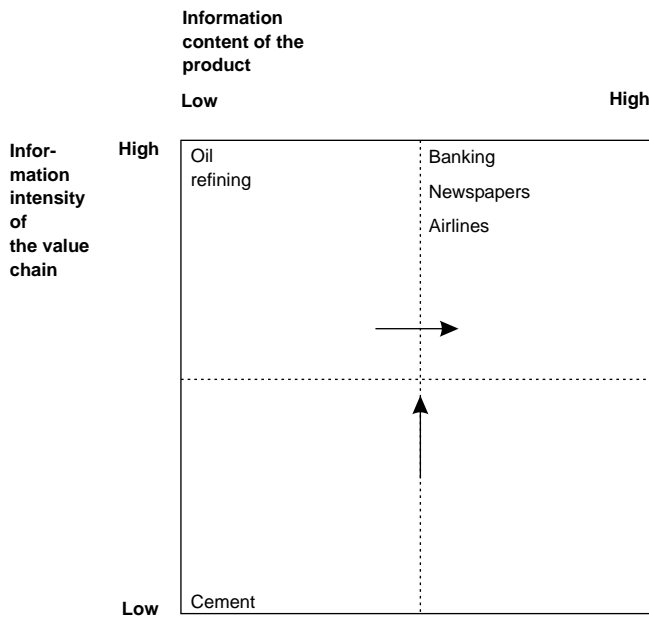 Information
content of the
product
Low
High
Infor-
mation
intensity
of
the value
chain
High
Oil
refining
Banking
Newspapers
Airlines
Low
Cement